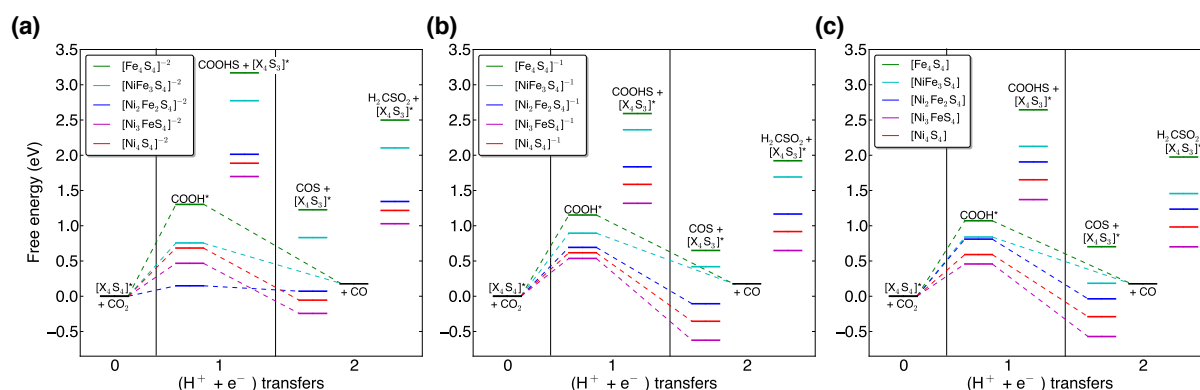 (a)
3.5
3.0
2.5
2.0
1.5
1.0
0.5
0.0
−0.5
Free energy (eV)
[Fe₄S₄]⁻²
[NiFe₃S₄]⁻²
[Ni₂Fe₂S₄]⁻²
[Ni₃FeS₄]⁻²
[Ni₄S₄]⁻²
COOHS + [X₄S₃]*
H₂CSO₂ +
[X₄S₃]*
COOH*
COS +
[X₄S₃]*
[X₄S₄]*
+ CO₂
+ CO
0
1
2
(H⁺ + e⁻) transfers
(b)
3.5
3.0
2.5
2.0
1.5
1.0
0.5
0.0
−0.5
[Fe₄S₄]⁻¹
[NiFe₃S₄]⁻¹
[Ni₂Fe₂S₄]⁻¹
[Ni₃FeS₄]⁻¹
[Ni₄S₄]⁻¹
COOHS +
[X₄S₃]*
H₂CSO₂ +
[X₄S₃]*
COOH*
COS +
[X₄S₃]*
[X₄S₄]*
+ CO₂
+ CO
0
1
2
(H⁺ + e⁻) transfers
(c)
3.5
3.0
2.5
2.0
1.5
1.0
0.5
0.0
−0.5
[Fe₄S₄]
[NiFe₃S₄]
[Ni₂Fe₂S₄]
[Ni₃FeS₄]
[Ni₄S₄]
COOHS +
[X₄S₃]*
H₂CSO₂ +
[X₄S₃]*
COOH*
COS +
[X₄S₃]*
[X₄S₄]*
+ CO₂
+ CO
0
1
2
(H⁺ + e⁻) transfers